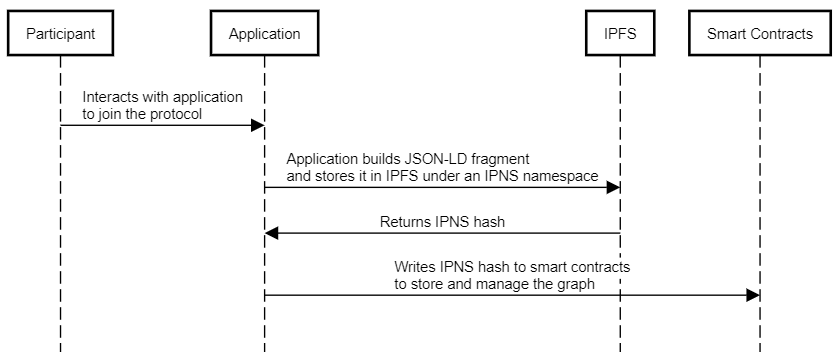 Participant
Application
IPFS
Smart Contracts
Interacts with application
to join the protocol
Application builds JSON-LD fragment
and stores it in IPFS under an IPNS namespace
Returns IPNS hash
Writes IPNS hash to smart contracts
to store and manage the graph